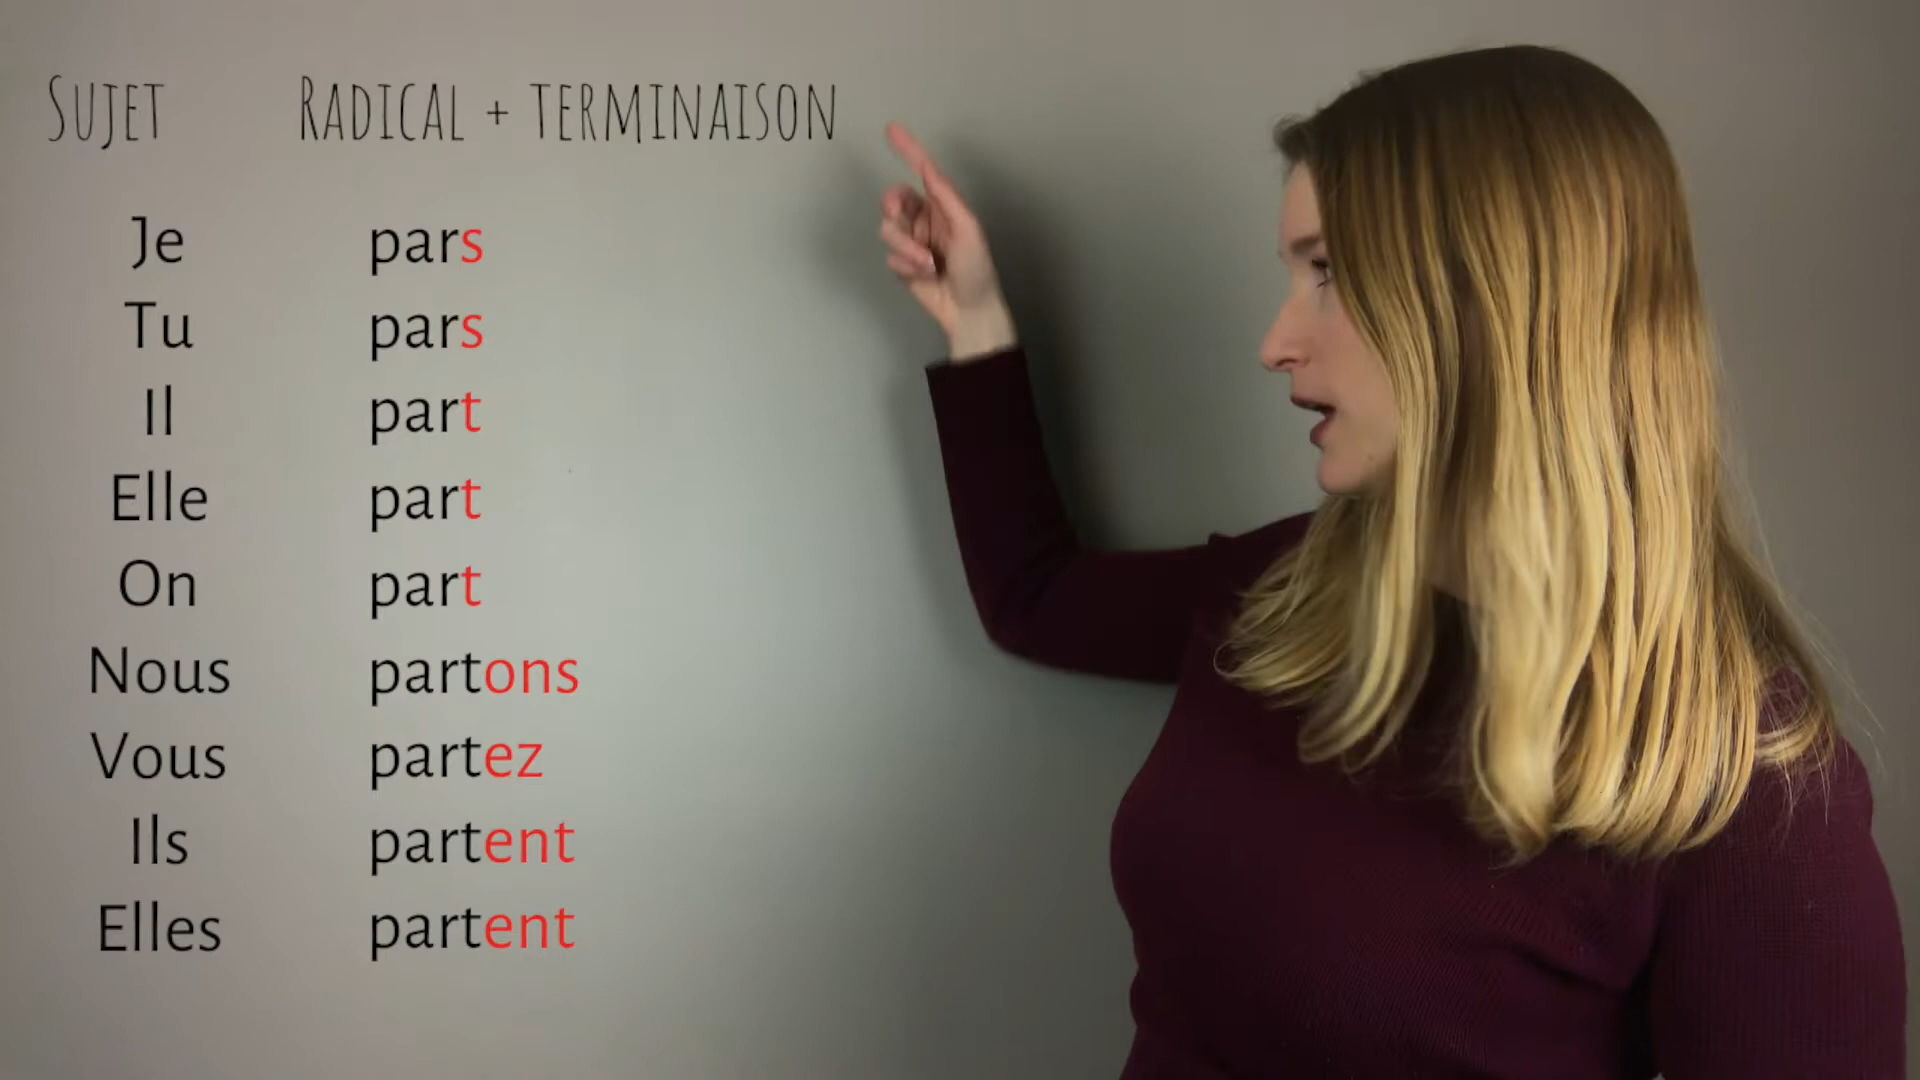 Sujet Radical + terminaison
Je pars
Tu pars
Il part
Elle part
On part
Nous partons
Vous partez
Ils partent
Elles partent